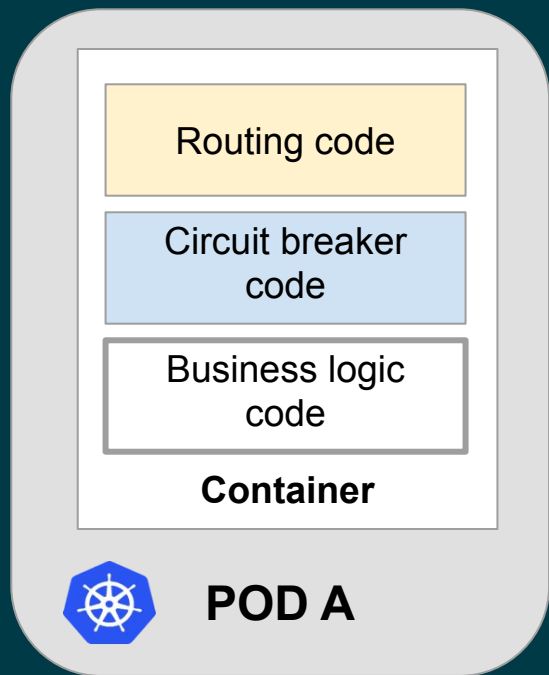 Routing code
Circuit breaker
code
Business logic
code
Container
POD A